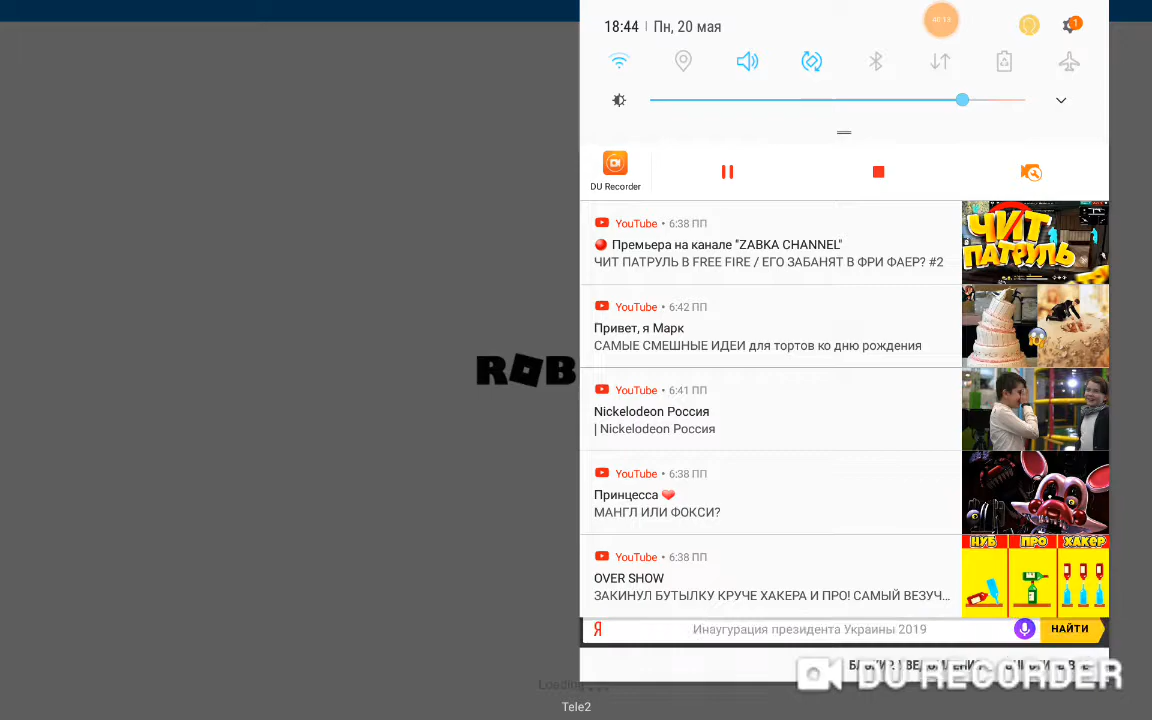 18:44 Пн, 20 мая
00:13
1
DU Recorder
YouTube • 6:38 ПП
Премьера на канале "ZABKA CHANNEL"
ЧИТ ПАТРУЛЬ В FREE FIRE / ЕГО ЗАБАНЯТ В ФРИ ФАЕР? #2
ЧИТ
ПАТРУЛЬ
YouTube • 6:42 ПП
Привет, я Марк
САМЫЕ СМЕШНЫЕ ИДЕИ для тортов ко дню рождения
ROB
YouTube • 6:41 ПП
Nickelodeon Россия
| Nickelodeon Россия
YouTube • 6:38 ПП
Принцесса
МАНГЛ ИЛИ ФОКСИ?
YouTube • 6:38 ПП
OVER SHOW
ЗАКИНУЛ БУТЫЛКУ КРУЧЕ ХАКЕРА И ПРО! САМЫЙ ВЕЗУЧ...
НУБ ПРО ХАКЕР
Я Инаугурация президента Украины 2019 НАЙТИ
DU RECORDER
Loading
Tele2